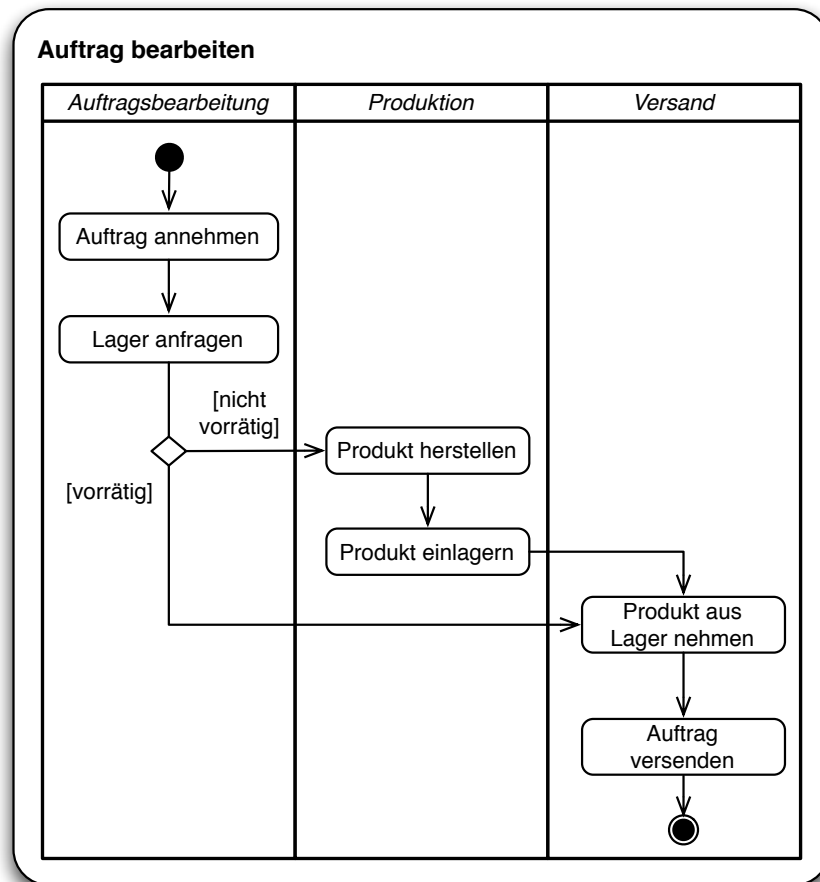 Auftrag bearbeiten
Auftragsbearbeitung
Produktion
Versand
Auftrag annehmen
Lager anfragen
[nicht
vorrätig]
Produkt herstellen
[vorrätig]
Produkt einlagern
Produkt aus
Lager nehmen
Auftrag
versenden